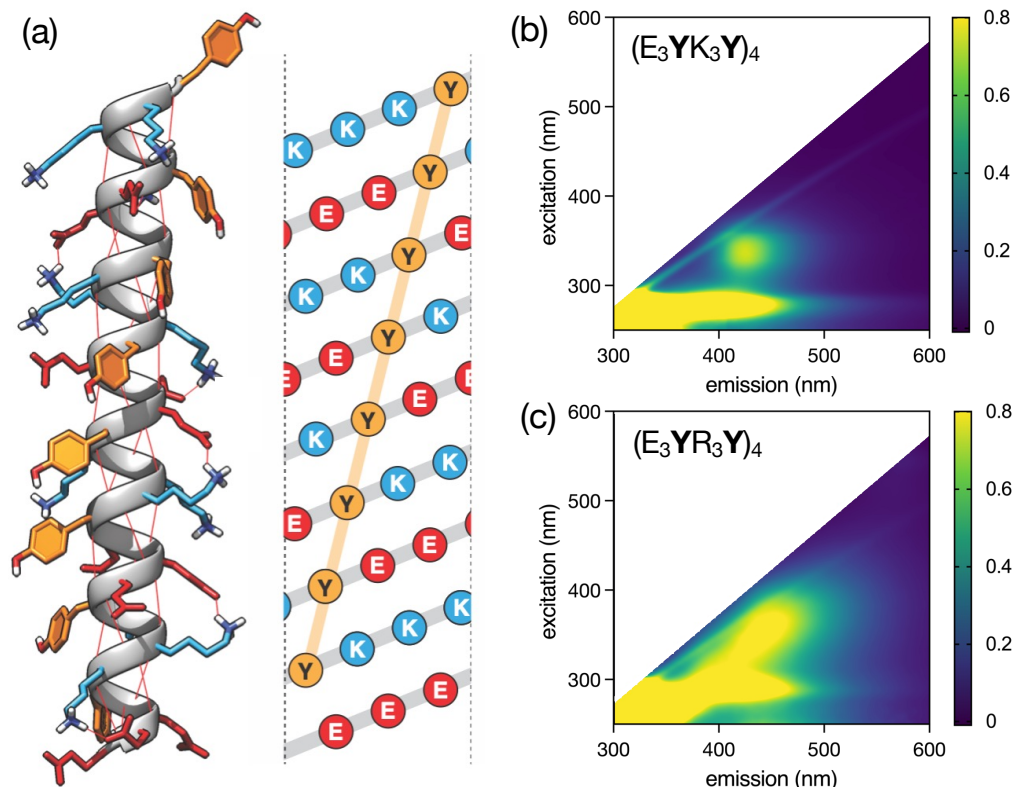 (a)
K K K Y
E E Y
K K Y E
E E Y K
K Y E E
E Y K K
Y E E
Y K K K
E E E
(b)
(E₃YK₃Y)₄
600
500
400
300
excitation (nm)
300 400 500 600
emission (nm)
0.8
0.6
0.4
0.2
0
(c)
(E₃YR₃Y)₄
600
500
400
300
excitation (nm)
300 400 500 600
emission (nm)
0.8
0.6
0.4
0.2
0